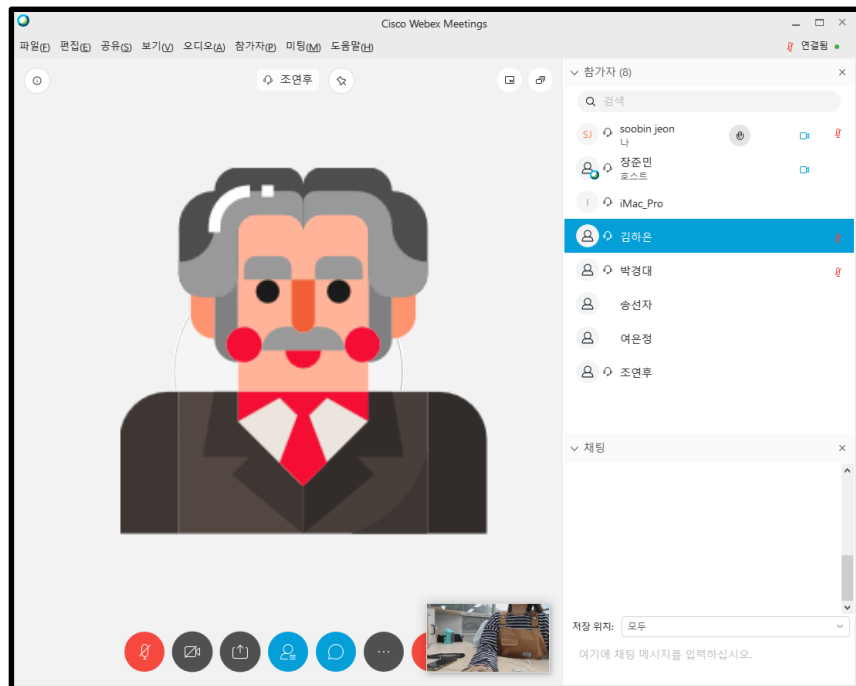 Cisco Webex Meetings
파일(F) 편집(E) 공유(S) 보기(V) 오디오(A) 참가자(P) 미팅(M) 도움말(H)
연결됨
조연후
참가자 (8)
검색
SJ soobin jeon
나
장준민
호스트
I iMac_Pro
김하은
박경대
송선자
여은정
조연후
채팅
저장 위치: 모두
여기에 채팅 메시지를 입력하십시오.